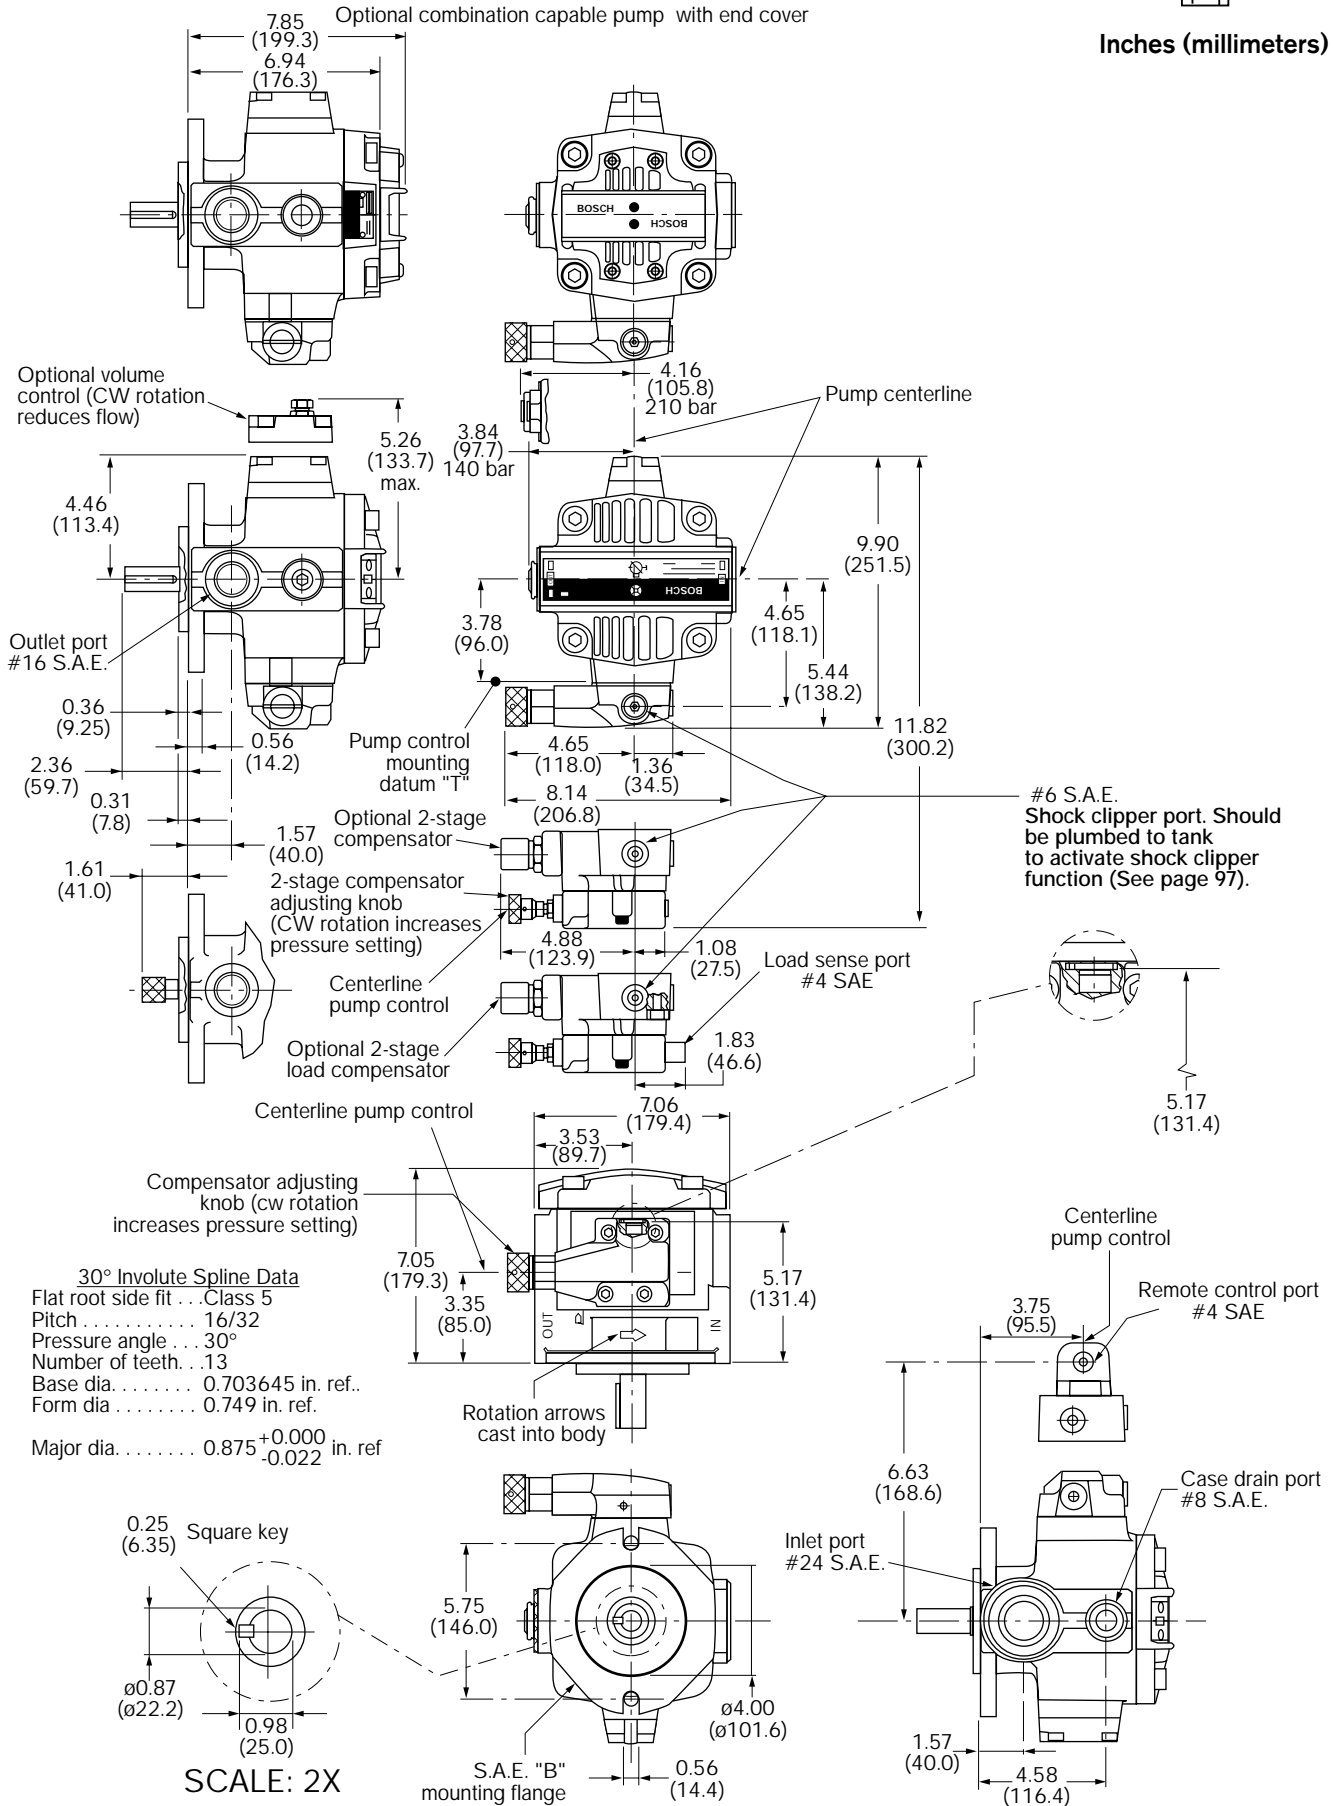 Optional combination capable pump with end cover
7.85
(199.3)
6.94
(176.3)
Inches (millimeters)
BOSCH
BOSCH
Optional volume
control (CW rotation
reduces flow)
4.16
(105.8)
210 bar
Pump centerline
5.26
(133.7)
max.
3.84
(97.7)
140 bar
4.46
(113.4)
9.90
(251.5)
BOSCH
3.78
(96.0)
4.65
(118.1)
Outlet port
#16 S.A.E.
5.44
(138.2)
0.36
(9.25)
0.56
(14.2)
11.82
(300.2)
Pump control
mounting
datum "T"
4.65
(118.0)
1.36
(34.5)
2.36
(59.7)
8.14
(206.8)
#6 S.A.E.
Shock clipper port. Should
be plumbed to tank
to activate shock clipper
function (See page 97).
0.31
(7.8)
Optional 2-stage
compensator
1.57
(40.0)
1.61
(41.0)
2-stage compensator
adjusting knob
(CW rotation increases
pressure setting)
4.88
(123.9)
1.08
(27.5)
Load sense port
#4 SAE
Centerline
pump control
Optional 2-stage
load compensator
1.83
(46.6)
5.17
(131.4)
Centerline pump control
7.06
(179.4)
3.53
(89.7)
Compensator adjusting
knob (cw rotation
increases pressure setting)
7.05
(179.3)
3.35
(85.0)
5.17
(131.4)
OUT
IN
Centerline
pump control
3.75
(95.5)
Remote control port
#4 SAE
30° Involute Spline Data
Flat root side fit . . .Class 5
Pitch . . . . . . . . . . . 16/32
Pressure angle . . . 30°
Number of teeth. . .13
Base dia. . . . . . . . 0.703645 in. ref..
Form dia . . . . . . . . 0.749 in. ref.
Major dia. . . . . . . . 0.875 +0.000 -0.022 in. ref
Rotation arrows
cast into body
6.63
(168.6)
Case drain port
#8 S.A.E.
0.25
(6.35)
Square key
Inlet port
#24 S.A.E.
5.75
(146.0)
ø0.87
(ø22.2)
0.98
(25.0)
ø4.00
(ø101.6)
SCALE: 2X
S.A.E. "B"
mounting flange
0.56
(14.4)
1.57
(40.0)
4.58
(116.4)